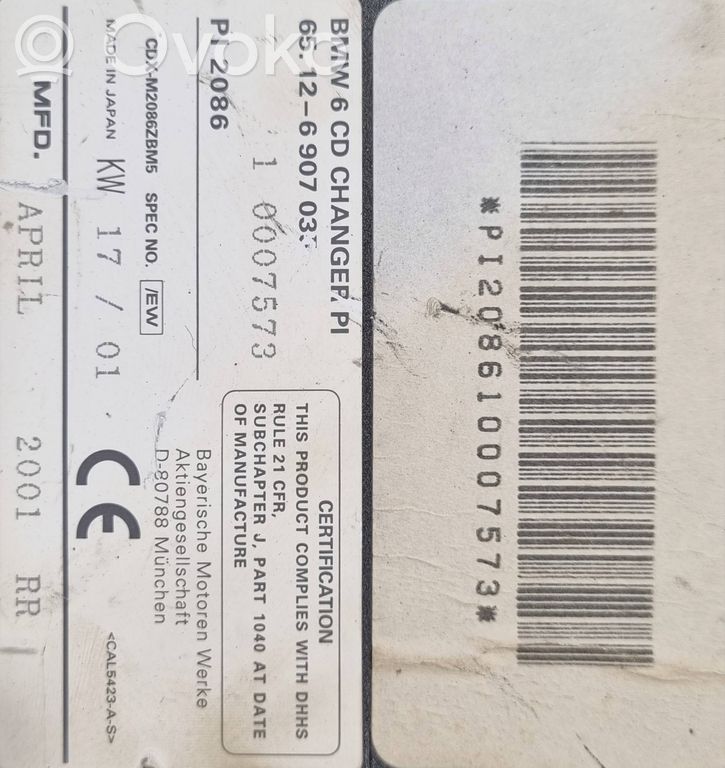 BMW 6 CD CHANGER PI
65.12-6 907 035
1 0007573
PI 2086
CDX-M2086ZBM5 SPEC NO. /EW
MADE IN JAPAN KW 17 / 01.
MFD. APRIL 2001 RR
CERTIFICATION
THIS PRODUCT COMPLIES WITH DHHS
RULE 21 CFR,
SUBCHAPTER J, PART 1040 AT DATE
OF MANUFACTURE
Bayerische Motoren Werke
Aktiengesellschaft
D-80788 München
CE
<CAL5423-A-S>
*PI208610007573*
Ovoko